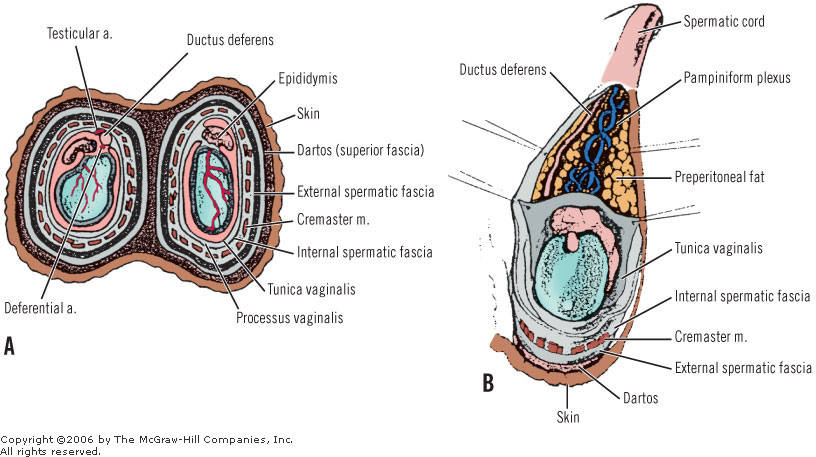 Testicular a.
Ductus deferens
Epididymis
Skin
Dartos (superior fascia)
External spermatic fascia
Cremaster m.
Internal spermatic fascia
Tunica vaginalis
Processus vaginalis
Deferential a.
A
Spermatic cord
Ductus deferens
Pampiniform plexus
Preperitoneal fat
Tunica vaginalis
Internal spermatic fascia
Cremaster m.
External spermatic fascia
Dartos
Skin
B
Copyright ©2006 by The McGraw-Hill Companies, Inc.
All rights reserved.